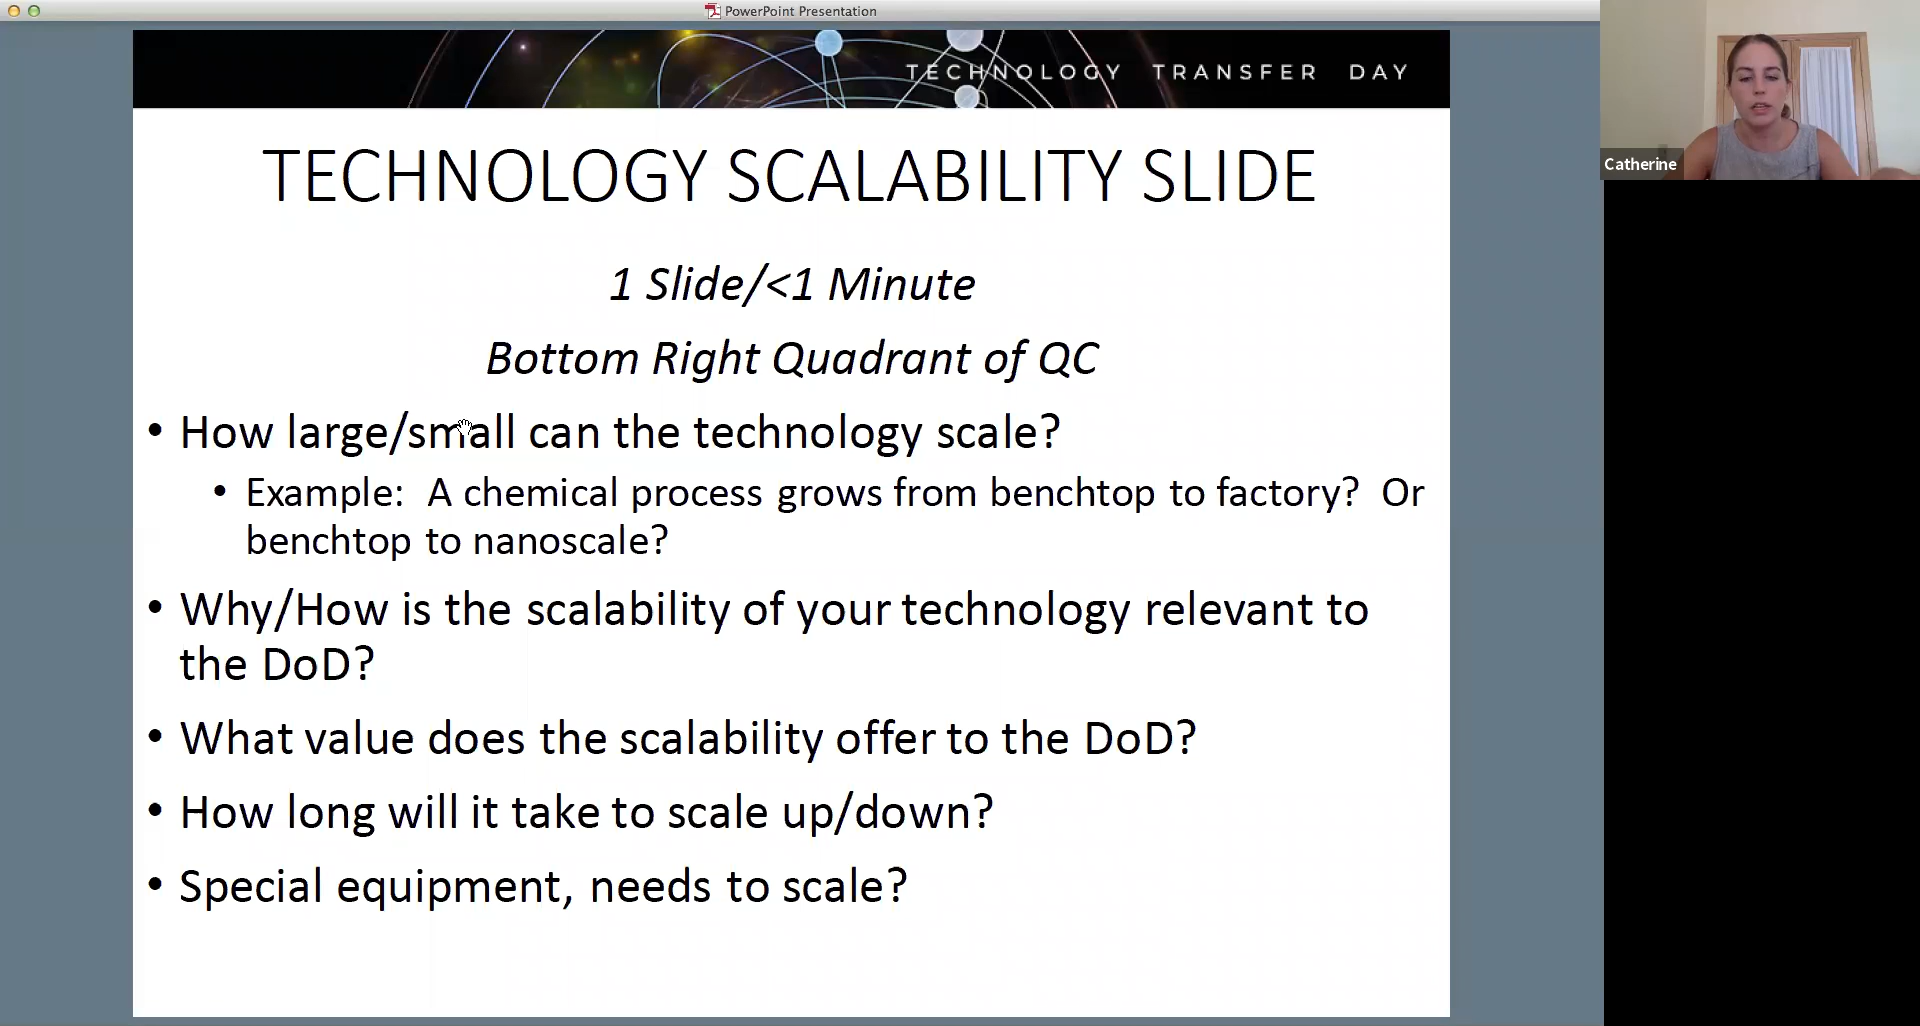 PowerPoint Presentation
TECHNOLOGY TRANSFER DAY
TECHNOLOGY SCALABILITY SLIDE
1 Slide/<1 Minute
Bottom Right Quadrant of QC
• How large/small can the technology scale?
• Example: A chemical process grows from benchtop to factory? Or
benchtop to nanoscale?
• Why/How is the scalability of your technology relevant to
the DoD?
• What value does the scalability offer to the DoD?
• How long will it take to scale up/down?
• Special equipment, needs to scale?
Catherine